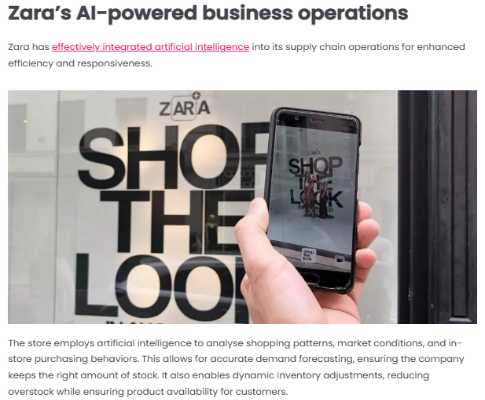 Zara's AI-powered business operations
Zara has effectively integrated artificial intelligence into its supply chain operations for enhanced
efficiency and responsiveness.
ZARA
SHOP
THE
LOOK
SHOP
THE
LOOK
The store employs artificial intelligence to analyse shopping patterns, market conditions, and in-
store purchasing behaviors. This allows for accurate demand forecasting, ensuring the company
keeps the right amount of stock. It also enables dynamic inventory adjustments, reducing
overstock while ensuring product availability for customers.